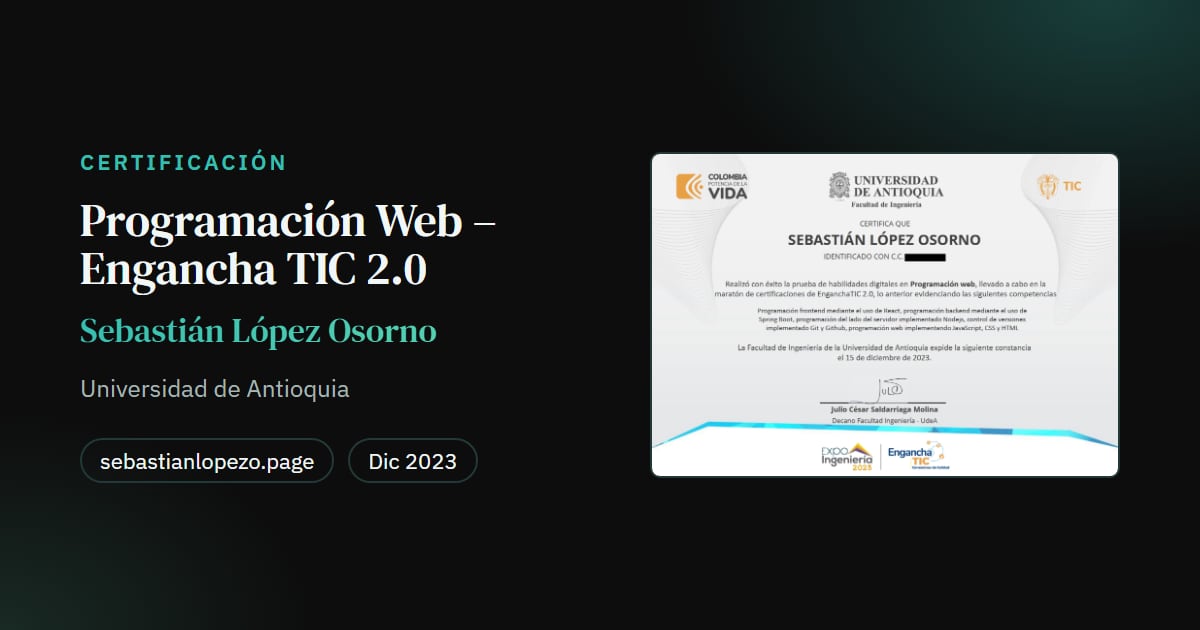 CERTIFICACIÓN
Programación Web –
Engancha TIC 2.0
Sebastián López Osorno
Universidad de Antioquia
sebastianlopezo.page
Dic 2023
COLOMBIA
POTENCIA DE LA
VIDA
UNIVERSIDAD
DE ANTIOQUIA
Facultad de Ingeniería
TIC
CERTIFICA QUE
SEBASTIÁN LÓPEZ OSORNO
IDENTIFICADO CON C.C.
Realizó con éxito la prueba de habilidades digitales en Programación web, llevado a cabo en la
maratón de certificaciones de EnganchaTIC 2.0, lo anterior evidenciando las siguientes competencias
Programación frontend mediante el uso de React, programación backend mediante el uso de
Spring Boot, programación del lado del servidor implementado Nodejs, control de versiones
implementado Git y Github, programación web implementando JavaScript, CSS y HTML
La Facultad de Ingeniería de la Universidad de Antioquia expide la siguiente constancia
el 15 de diciembre de 2023.
Julio César Saldarriaga Molina
Decano Facultad Ingeniería - UdeA
EXPO
Ingeniería
2023
Engancha
TIC